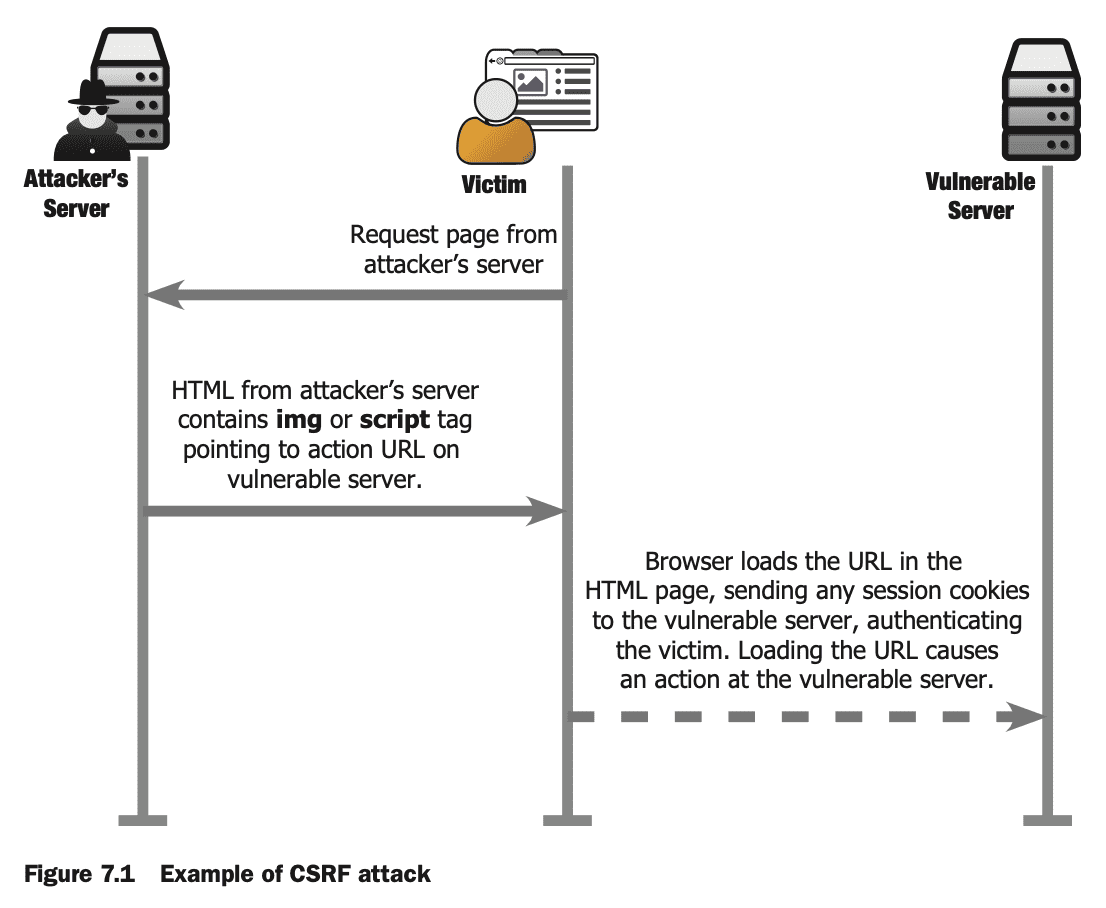 Attacker's
Server
Victim
Vulnerable
Server
Request page from
attacker’s server
HTML from attacker’s server
contains img or script tag
pointing to action URL on
vulnerable server.
Browser loads the URL in the
HTML page, sending any session cookies
to the vulnerable server, authenticating
the victim. Loading the URL causes
an action at the vulnerable server.
Figure 7.1 Example of CSRF attack